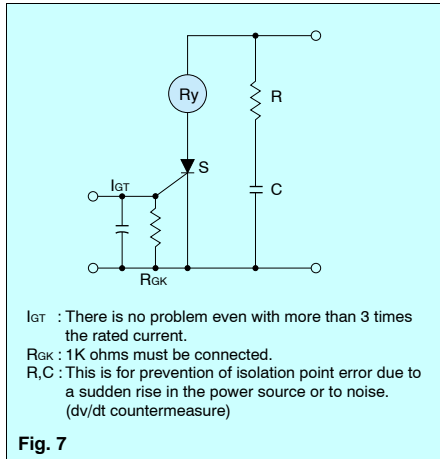 Ry
R
S
IGT
C
RGK
IGT : There is no problem even with more than 3 times
the rated current.
RGK : 1K ohms must be connected.
R,C : This is for prevention of isolation point error due to
a sudden rise in the power source or to noise.
(dv/dt countermeasure)
Fig. 7